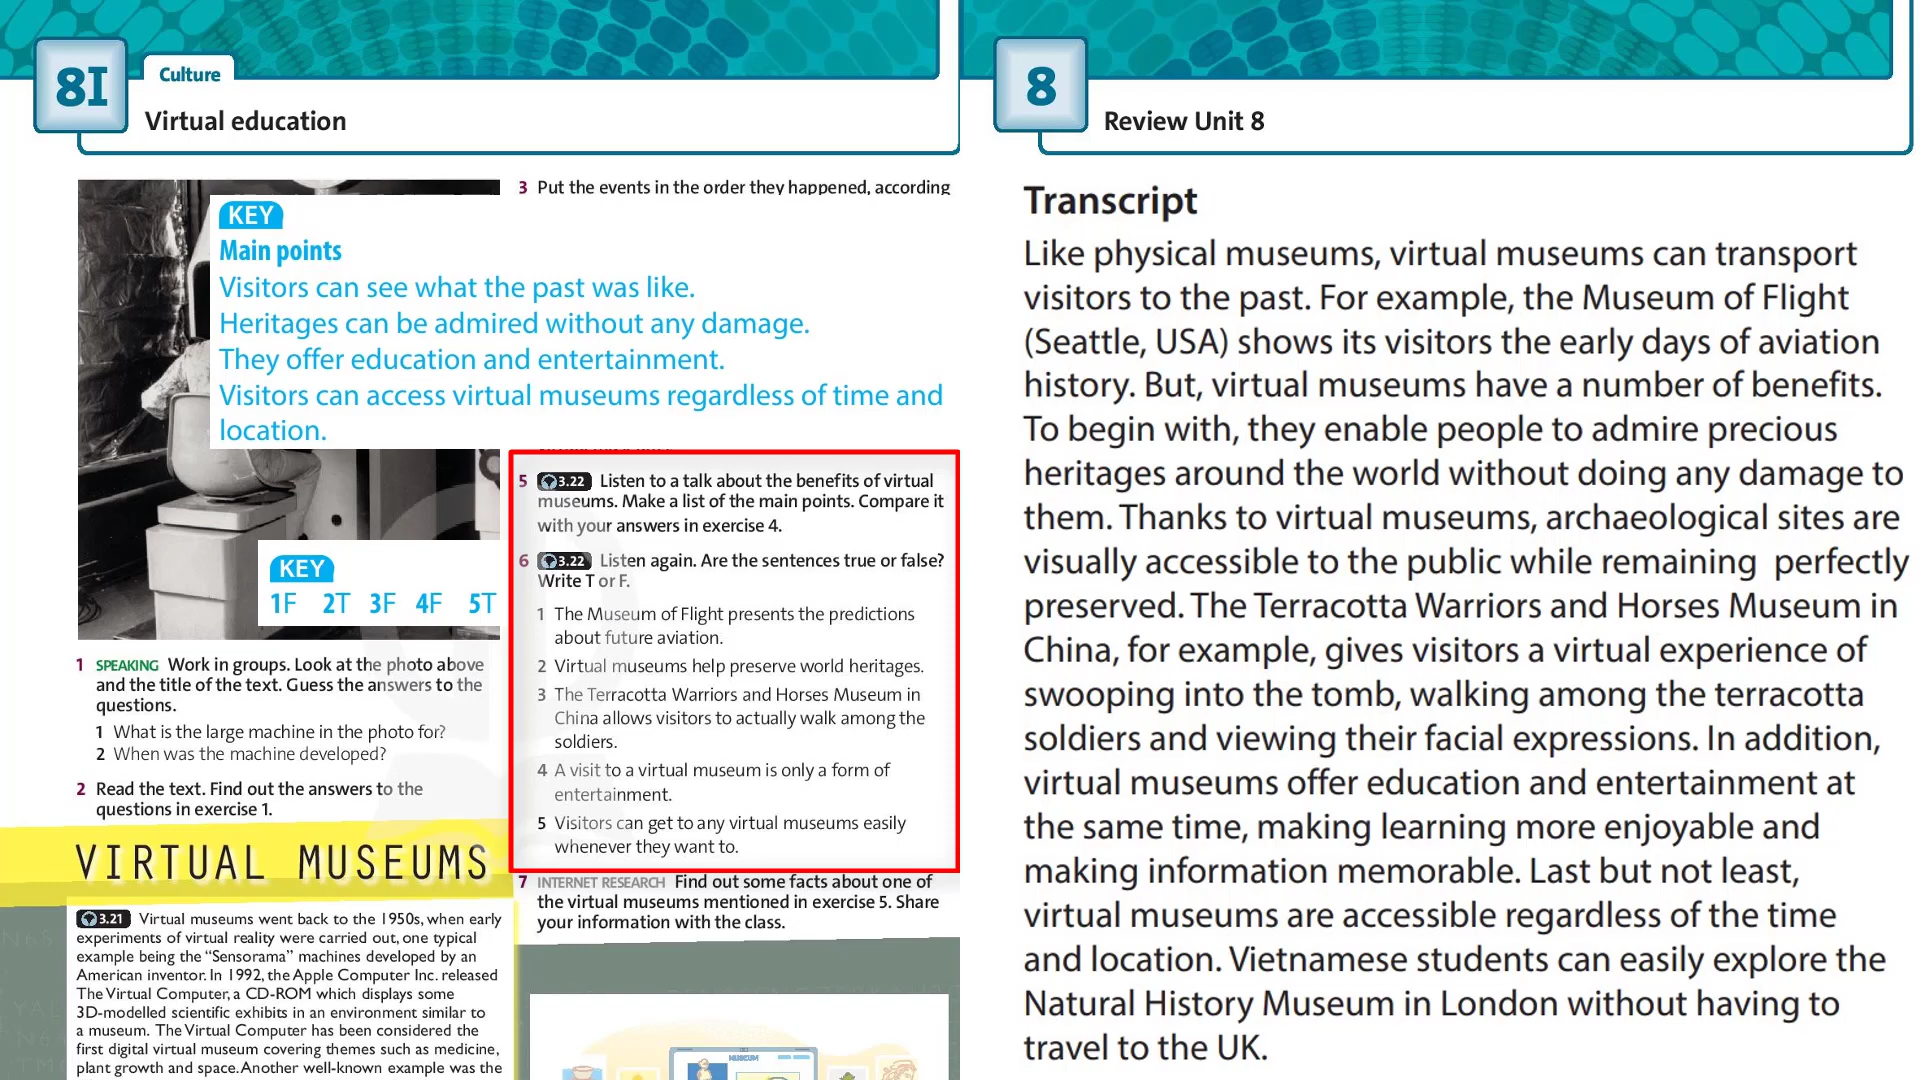 8I
Culture
Virtual education
KEY
Main points
Visitors can see what the past was like.
Heritages can be admired without any damage.
They offer education and entertainment.
Visitors can access virtual museums regardless of time and
location.
KEY
1F 2T 3F 4F 5T
1 SPEAKING Work in groups. Look at the photo above
and the title of the text. Guess the answers to the
questions.
1 What is the large machine in the photo for?
2 When was the machine developed?
2 Read the text. Find out the answers to the
questions in exercise 1.
VIRTUAL MUSEUMS
3.21 Virtual museums went back to the 1950s, when early
experiments of virtual reality were carried out, one typical
example being the “Sensorama” machines developed by an
American inventor. In 1992, the Apple Computer Inc. released
The Virtual Computer, a CD-ROM which displays some
3D-modelled scientific exhibits in an environment similar to
a museum. The Virtual Computer has been considered the
first digital virtual museum covering themes such as medicine,
plant growth and space. Another well-known example was the
3 Put the events in the order they happened, according
5 3.22 Listen to a talk about the benefits of virtual
museums. Make a list of the main points. Compare it
with your answers in exercise 4.
6 3.22 Listen again. Are the sentences true or false?
Write T or F.
1 The Museum of Flight presents the predictions
about future aviation.
2 Virtual museums help preserve world heritages.
3 The Terracotta Warriors and Horses Museum in
China allows visitors to actually walk among the
soldiers.
4 A visit to a virtual museum is only a form of
entertainment.
5 Visitors can get to any virtual museums easily
whenever they want to.
7 INTERNET RESEARCH Find out some facts about one of
the virtual museums mentioned in exercise 5. Share
your information with the class.
MUSEUM
8
Review Unit 8
Transcript
Like physical museums, virtual museums can transport
visitors to the past. For example, the Museum of Flight
(Seattle, USA) shows its visitors the early days of aviation
history. But, virtual museums have a number of benefits.
To begin with, they enable people to admire precious
heritages around the world without doing any damage to
them. Thanks to virtual museums, archaeological sites are
visually accessible to the public while remaining perfectly
preserved. The Terracotta Warriors and Horses Museum in
China, for example, gives visitors a virtual experience of
swooping into the tomb, walking among the terracotta
soldiers and viewing their facial expressions. In addition,
virtual museums offer education and entertainment at
the same time, making learning more enjoyable and
making information memorable. Last but not least,
virtual museums are accessible regardless of the time
and location. Vietnamese students can easily explore the
Natural History Museum in London without having to
travel to the UK.